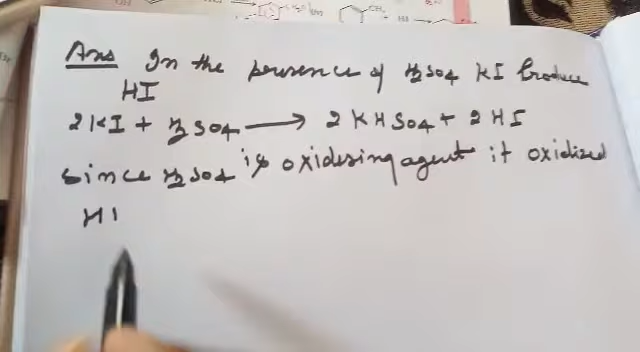 Ans In the presence of H2SO4 KI Produce
HI
2KI + H2SO4 → 2KHSO4 + 2HI
Since H2SO4 is oxidesing agent it oxidized
HI